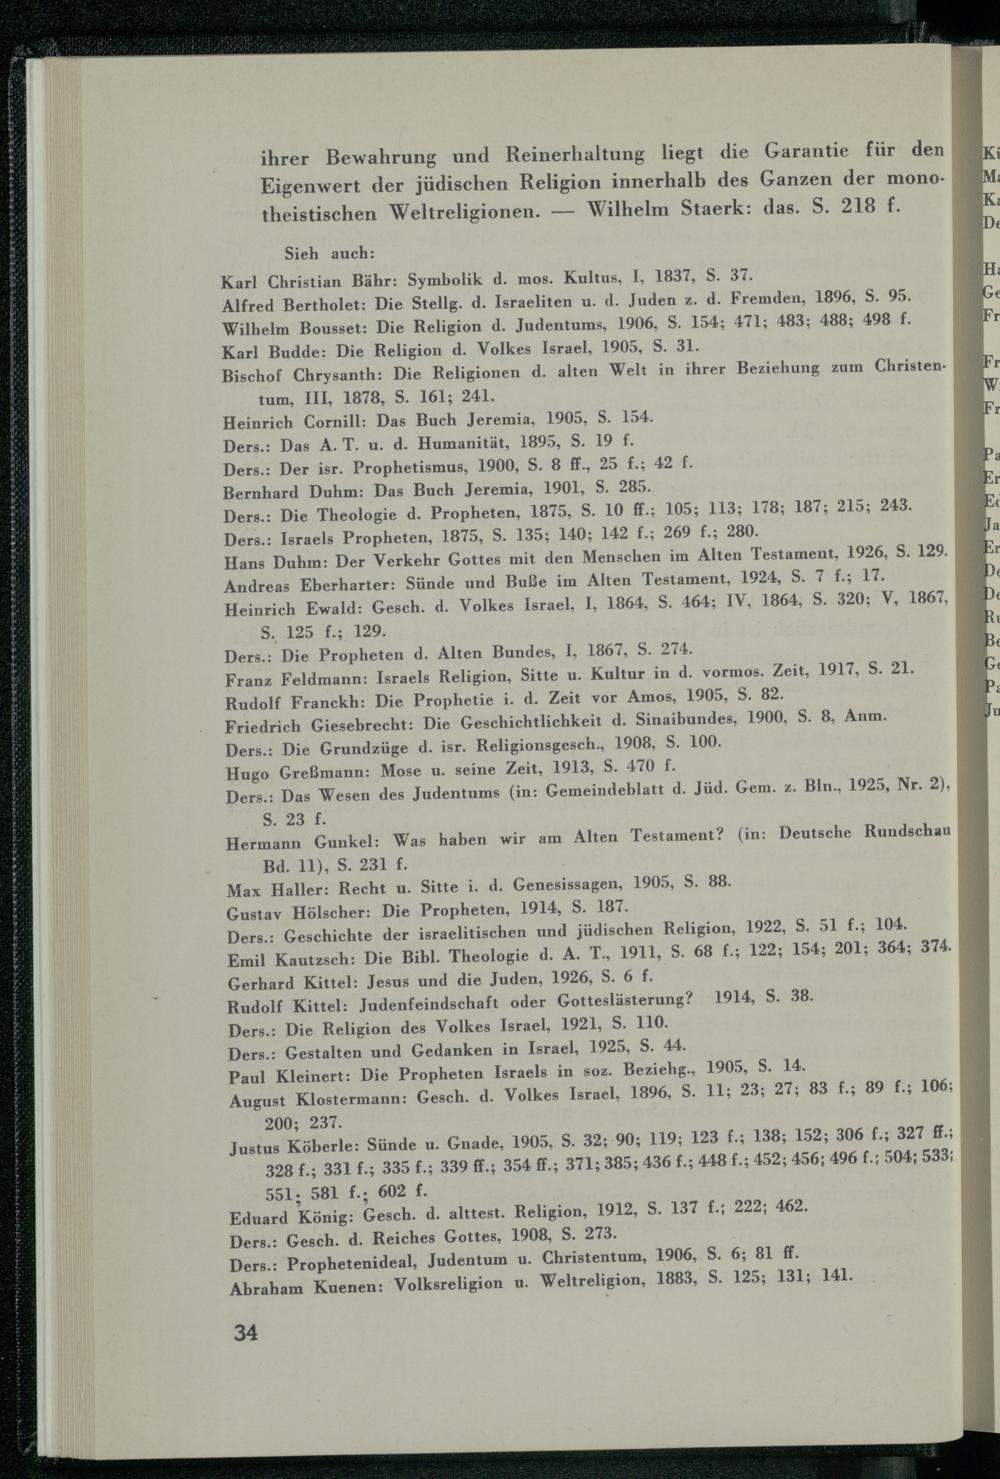 ihrer Bewahrung und Reinerhaltung liegt die Garantie für den
Eigenwert der jüdischen Religion innerhalb des Ganzen der mono-
theistischen Weltreligionen. — Wilhelm Staerk: das. S. 218 f.
Sieh auch:
Karl Christian Bähr: Symbolik d. mos. Kultus, I, 1837, S. 37.
Alfred Bertholet: Die Stellg. d. Israeliten u. d. Juden z. d. Fremden, 1896, S. 95.
Wilhelm Bousset: Die Religion d. Judentums, 1906, S. 154; 471; 483; 488; 498 f.
Karl Budde: Die Religion d. Volkes Israel, 1905, S. 31.
Bischof Chrysanth: Die Religionen d. alten Welt in ihrer Beziehung zum Christen-
tum, III, 1878, S. 161; 241.
Heinrich Cornill: Das Buch Jeremia, 1905, S. 154.
Ders.: Das A. T. u. d. Humanität, 1895, S. 19 f.
Ders.: Der isr. Prophetismus, 1900, S. 8 ff., 25 f.; 42 f.
Bernhard Duhm: Das Buch Jeremia, 1901, S. 285.
Ders.: Die Theologie d. Propheten, 1875, S. 10 ff.; 105; 113; 178; 187; 215; 243.
Ders.: Israels Propheten, 1875, S. 135; 140; 142 f.; 269 f.; 280.
Hans Duhm: Der Verkehr Gottes mit den Menschen im Alten Testament, 1926, S. 129.
Andreas Eberharter: Sünde und Buße im Alten Testament, 1924, S. 7 f.; 17.
Heinrich Ewald: Gesch. d. Volkes Israel, I, 1864, S. 464; IV, 1864, S. 320; V, 1867,
S. 125 f.; 129.
Ders.: Die Propheten d. Alten Bundes, I, 1867, S. 274.
Franz Feldmann: Israels Religion, Sitte u. Kultur in d. vormos. Zeit, 1917, S. 21.
Rudolf Franckh: Die Prophetie i. d. Zeit vor Amos, 1905, S. 82.
Friedrich Giesebrecht: Die Geschichtlichkeit d. Sinaibundes, 1900, S. 8, Anm.
Ders.: Die Grundzüge d. isr. Religionsgesch., 1908, S. 100.
Hugo Greßmann: Mose u. seine Zeit, 1913, S. 470 f.
Ders.: Das Wesen des Judentums (in: Gemeindeblatt d. Jüd. Gem. z. Bln., 1925, Nr. 2),
S. 23 f.
Hermann Gunkel: Was haben wir am Alten Testament? (in: Deutsche Rundschau
Bd. 11), S. 231 f.
Max Haller: Recht u. Sitte i. d. Genesissagen, 1905, S. 88.
Gustav Hölscher: Die Propheten, 1914, S. 187.
Ders.: Geschichte der israelitischen und jüdischen Religion, 1922, S. 51 f.; 104.
Emil Kautzsch: Die Bibl. Theologie d. A. T., 1911, S. 68 f.; 122; 154; 201; 364; 374.
Gerhard Kittel: Jesus und die Juden, 1926, S. 6 f.
Rudolf Kittel: Judenfeindschaft oder Gotteslästerung? 1914, S. 38.
Ders.: Die Religion des Volkes Israel, 1921, S. 110.
Ders.: Gestalten und Gedanken in Israel, 1925, S. 44.
Paul Kleinert: Die Propheten Israels in soz. Beziehg., 1905, S. 14.
August Klostermann: Gesch. d. Volkes Israel, 1896, S. 11; 23; 27; 83 f.; 89 f.; 106;
200; 237.
Justus Köberle: Sünde u. Gnade, 1905, S. 32; 90; 119; 123 f.; 138; 152; 306 f.; 327 ff.;
328 f.; 331 f.; 335 f.; 339 ff.; 354 ff.; 371; 385; 436 f.; 448 f.; 452; 456; 496 f.; 504; 533;
551; 581 f.; 602 f.
Eduard König: Gesch. d. alttest. Religion, 1912, S. 137 f.; 222; 462.
Ders.: Gesch. d. Reiches Gottes, 1908, S. 273.
Ders.: Prophetenideal, Judentum u. Christentum, 1906, S. 6; 81 ff.
Abraham Kuenen: Volksreligion u. Weltreligion, 1883, S. 125; 131; 141.
34